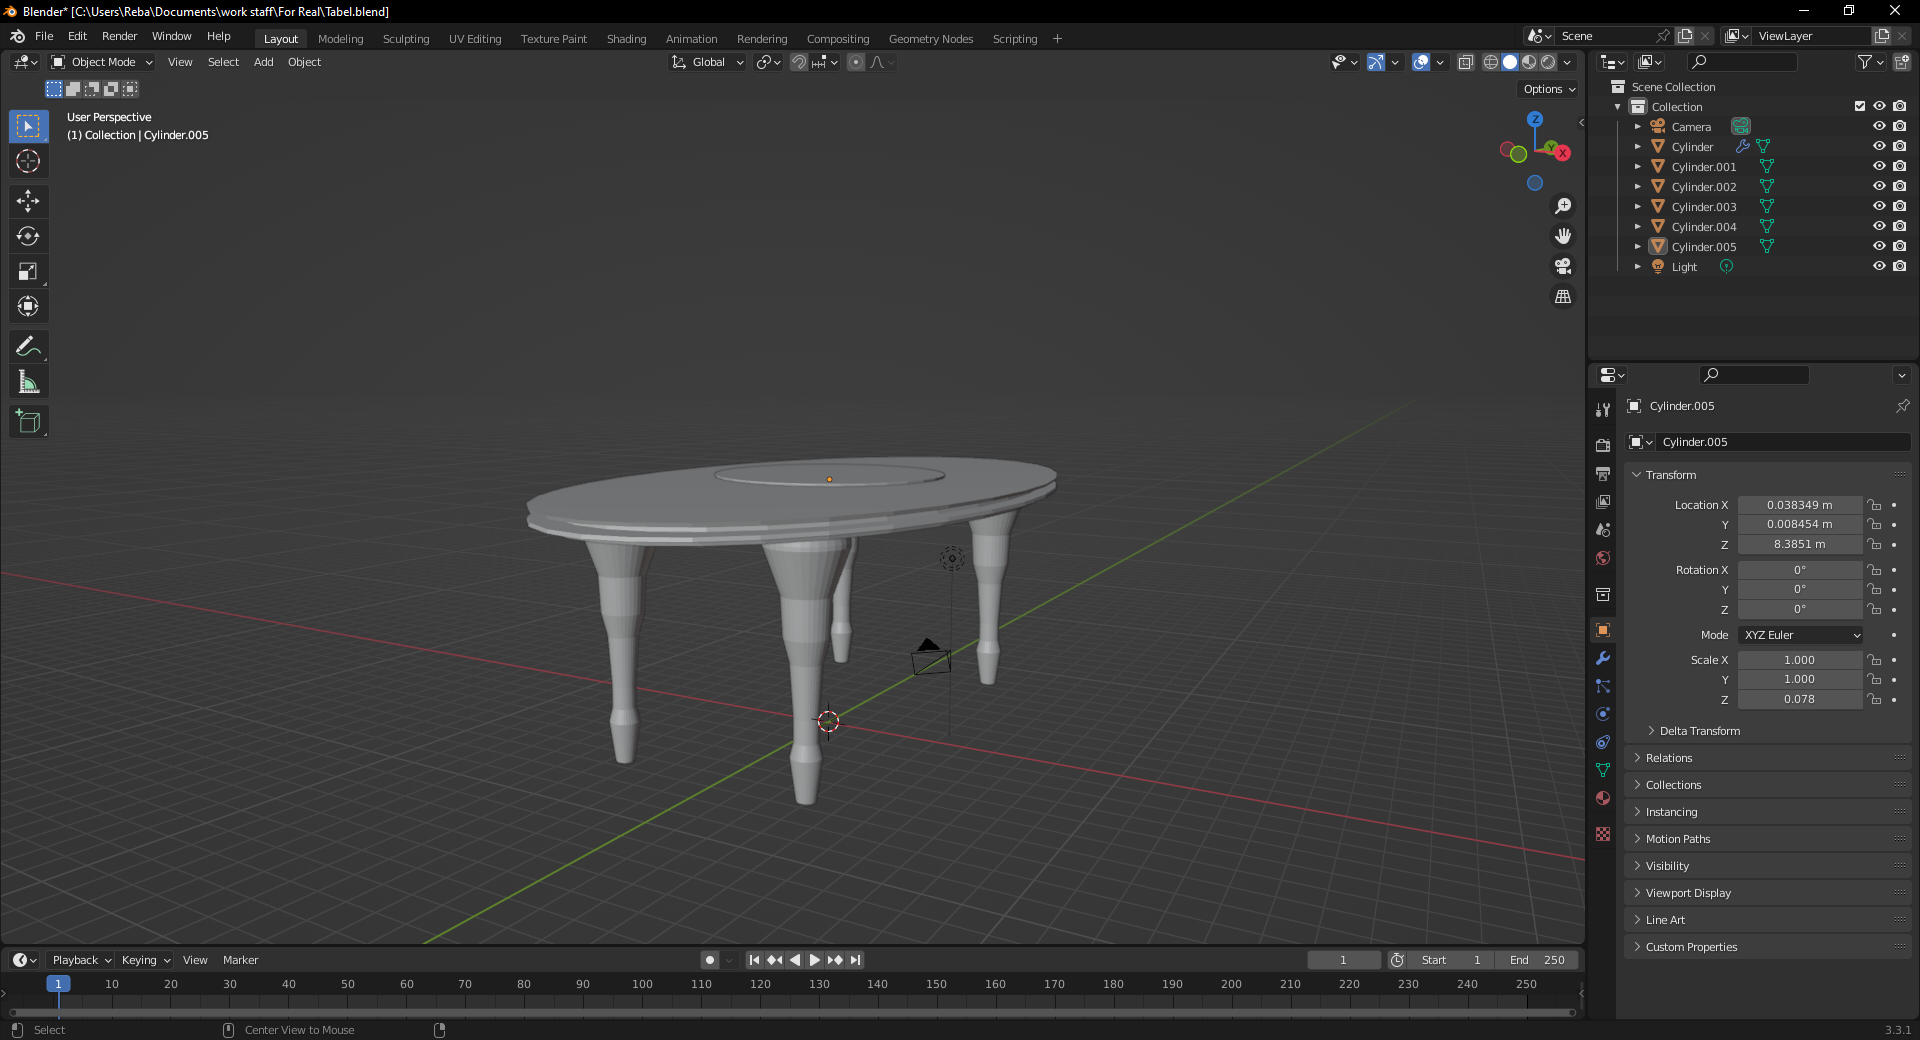 Blender* [C:\Users\Reba\Documents\work staff\For Real\Tabel.blend]
File Edit Render Window Help Layout Modeling Sculpting UV Editing Texture Paint Shading Animation Rendering Compositing Geometry Nodes Scripting + Scene ViewLayer
Object Mode View Select Add Object Global
Options
User Perspective
(1) Collection | Cylinder.005
Z
Y
X
Scene Collection
Collection
Camera
Cylinder
Cylinder.001
Cylinder.002
Cylinder.003
Cylinder.004
Cylinder.005
Light
Cylinder.005
Cylinder.005
Transform
Location X 0.038349 m
Y 0.008454 m
Z 8.3851 m
Rotation X 0°
Y 0°
Z 0°
Mode XYZ Euler
Scale X 1.000
Y 1.000
Z 0.078
Delta Transform
Relations
Collections
Instancing
Motion Paths
Visibility
Viewport Display
Line Art
Custom Properties
Playback Keying View Marker 1 Start 1 End 250
1 10 20 30 40 50 60 70 80 90 100 110 120 130 140 150 160 170 180 190 200 210 220 230 240 250
Select Center View to Mouse 3.3.1